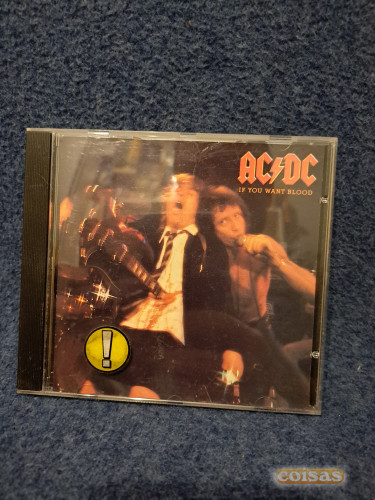 AC⚡DC
IF YOU WANT BLOOD
!
coisas